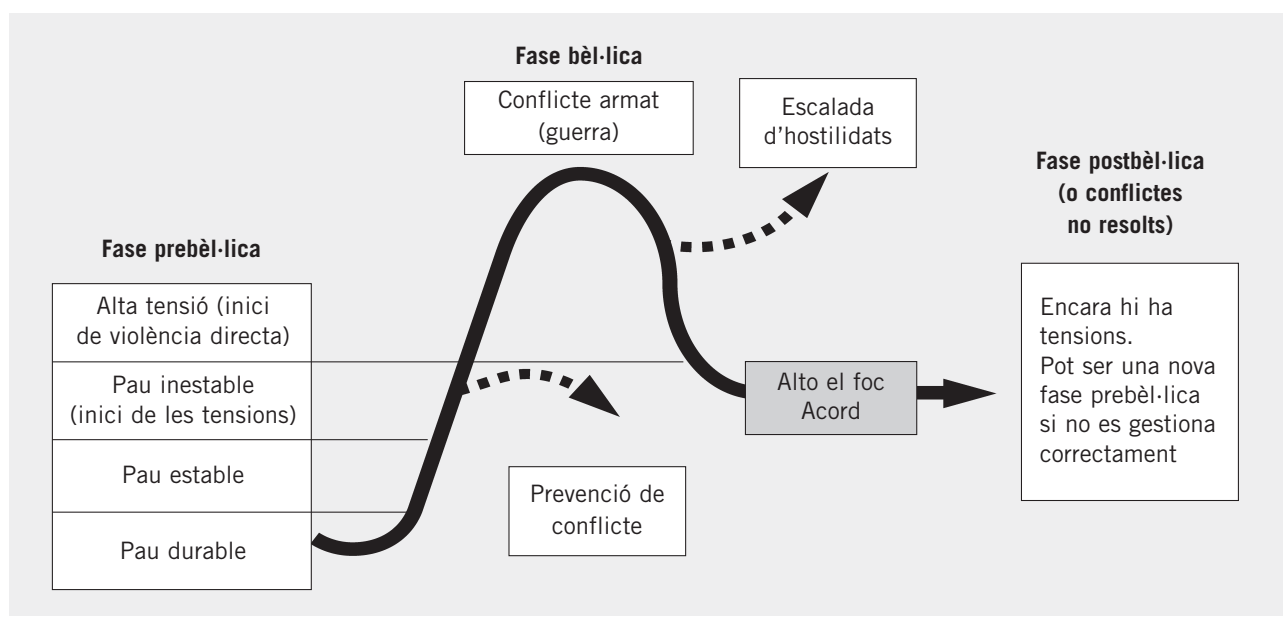 Fase prebèl·lica
Alta tensió (inici
de violència directa)
Pau inestable
(inici de les tensions)
Pau estable
Pau durable
Fase bèl·lica
Conflicte armat
(guerra)
Escalada
d’hostilidats
Prevenció de
conflicte
Alto el foc
Acord
Fase postbèl·lica
(o conflictes
no resolts)
Encara hi ha
tensions.
Pot ser una nova
fase prebèl·lica
si no es gestiona
correctament